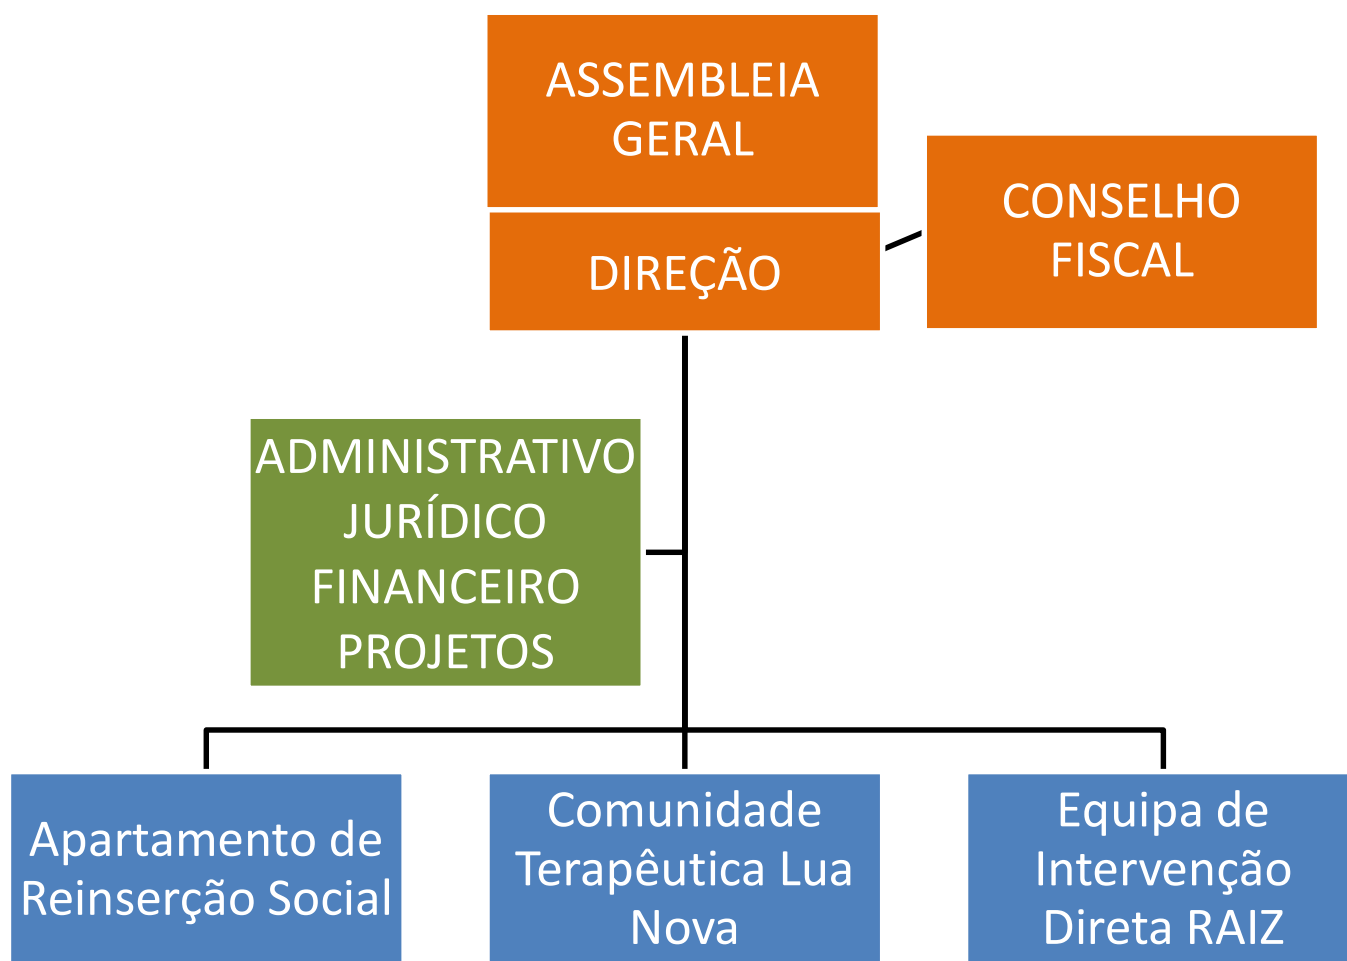 ASSEMBLEIA
GERAL
DIREÇÃO
CONSELHO
FISCAL
ADMINISTRATIVO
JURÍDICO
FINANCEIRO
PROJETOS
Apartamento de
Reinserção Social
Comunidade
Terapêutica Lua
Nova
Equipa de
Intervenção
Direta RAIZ